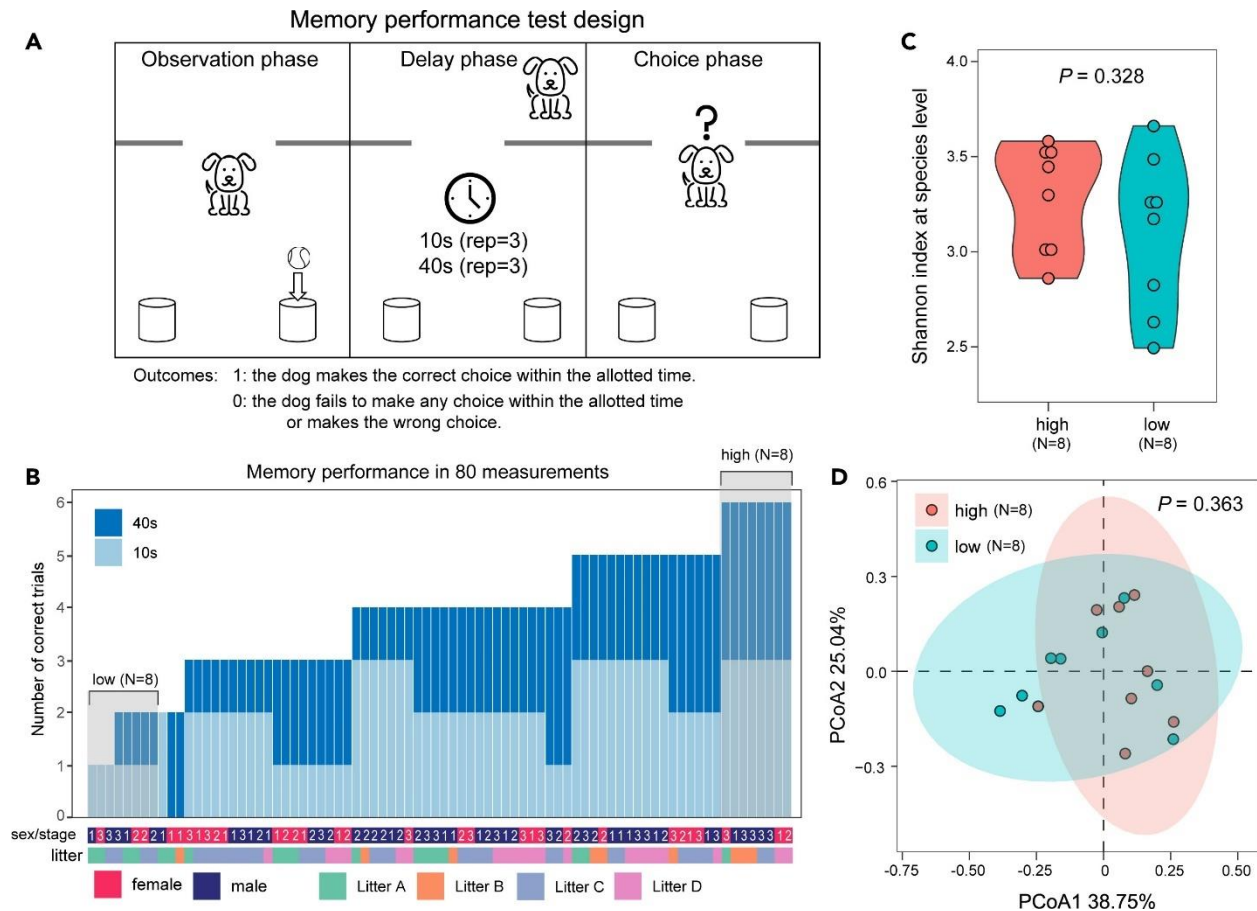 Memory performance test design
A
Observation phase
Delay phase
Choice phase
?
10s (rep=3)
40s (rep=3)
Outcomes: 1: the dog makes the correct choice within the allotted time.
0: the dog fails to make any choice within the allotted time
or makes the wrong choice.
C
P = 0.328
Shannon index at species level
4.0
3.5
3.0
2.5
high
(N=8)
low
(N=8)
B
Memory performance in 80 measurements
high (N=8)
low (N=8)
40s
10s
Number of correct trials
6
5
4
3
2
1
0
sex/stage
litter
female
male
Litter A
Litter B
Litter C
Litter D
D
P = 0.363
high (N=8)
low (N=8)
PCoA2 25.04%
0.6
0.3
0.0
−0.3
-0.75
-0.50
-0.25
0
0.25
0.50
PCoA1 38.75%